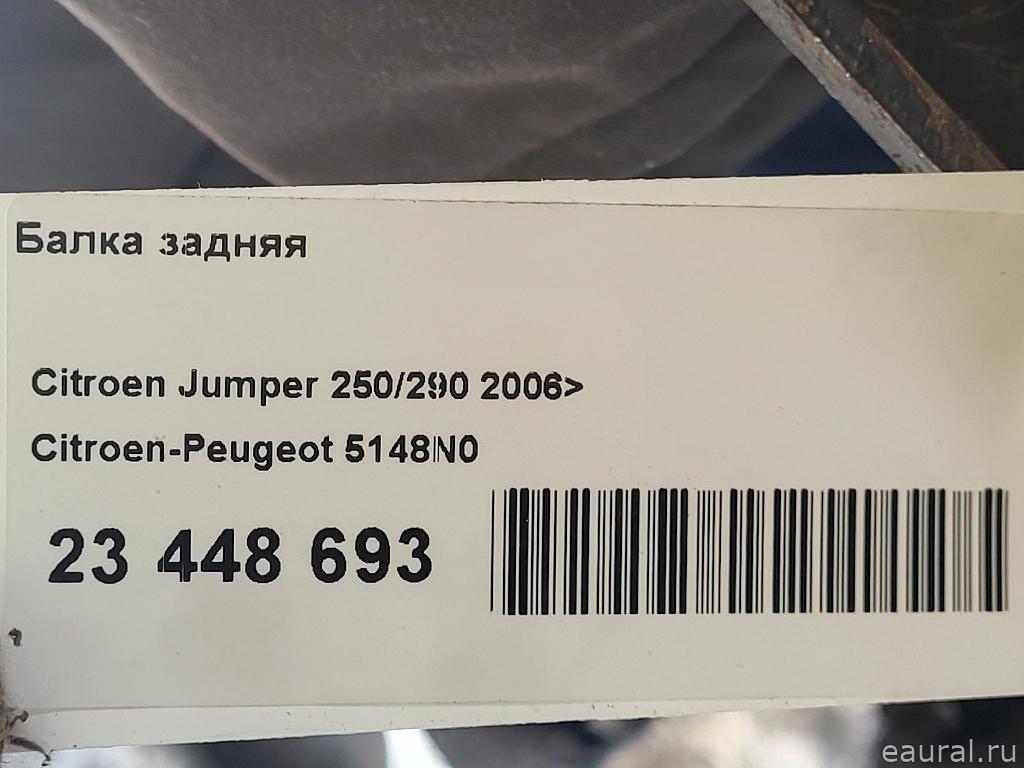 Балка задняя
Citroen Jumper 250/290 2006>
Citroen-Peugeot 5148N0
23 448 693
eaural.ru